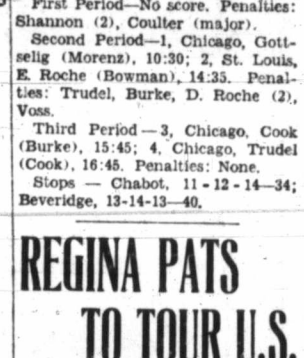 First Period—No score. Penalties:
Shannon (2), Coulter (major).
Second Period—1, Chicago, Gott-
selig (Morenz), 10:30; 2, St. Louis,
E. Roche (Bowman), 14:35. Penal-
ties: Trudel, Burke, D. Roche (2),
Voss.
Third Period — 3, Chicago, Cook
(Burke), 15:45; 4, Chicago, Trudel
(Cook), 16:45. Penalties: None.
Stops — Chabot, 11 - 12 - 14—34;
Beveridge, 13-14-13—40.
REGINA PATS
TO TOUR U.S.